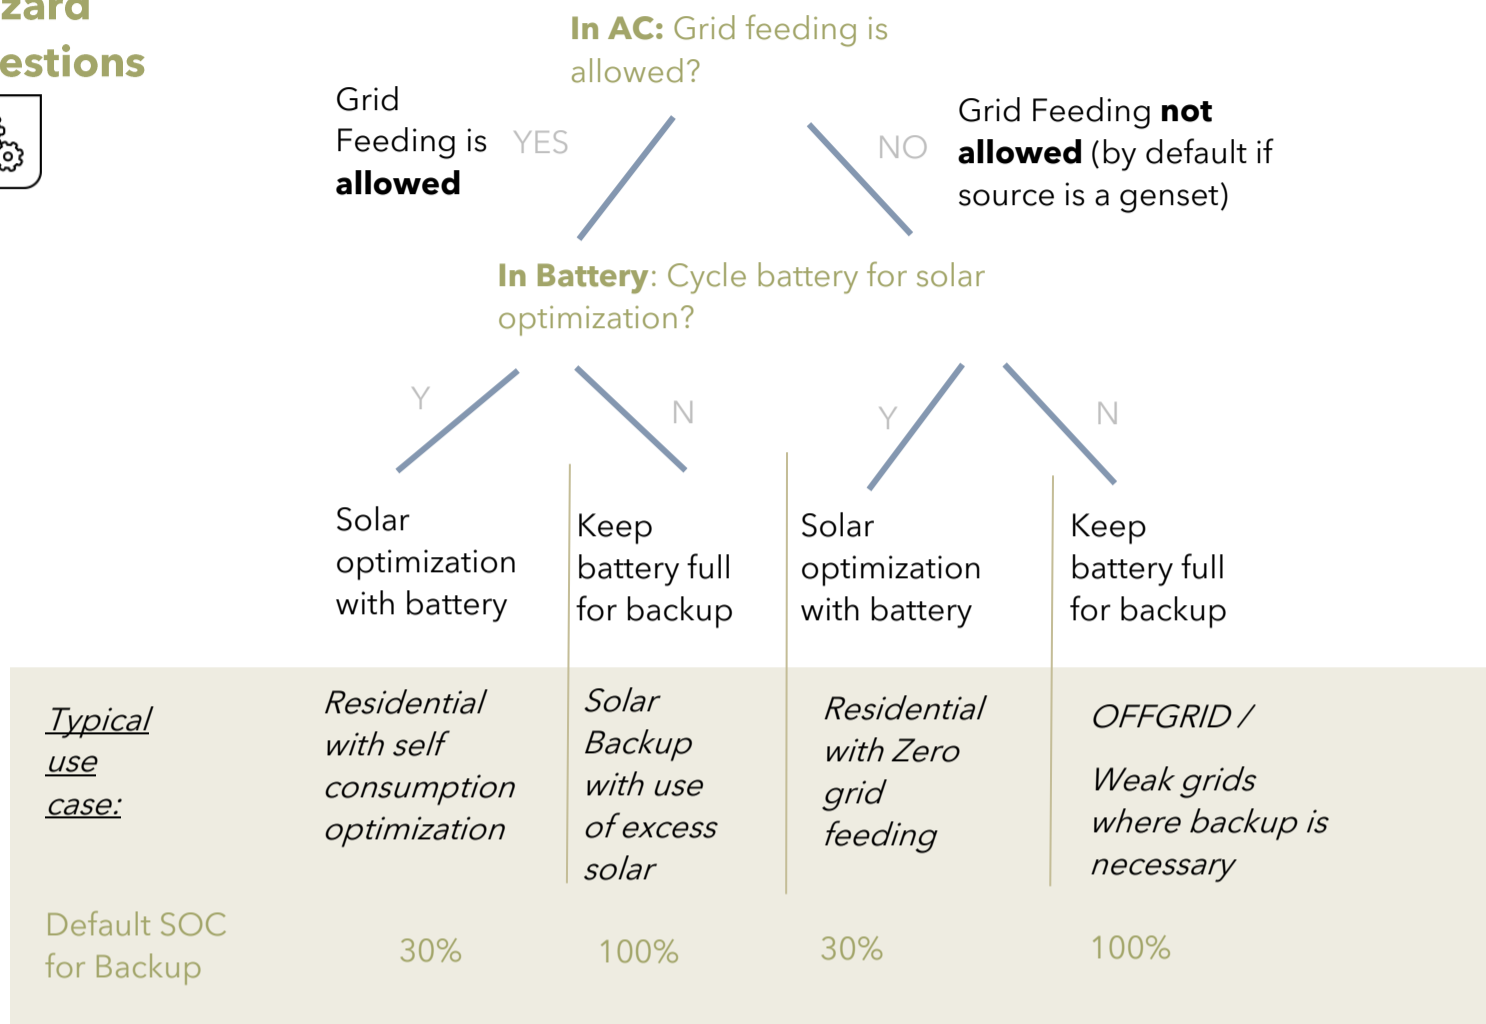 zard
estions
In AC: Grid feeding is
allowed?
Grid
Feeding is
allowed
YES
NO
Grid Feeding not
allowed (by default if
source is a genset)
In Battery: Cycle battery for solar
optimization?
Y
N
Y
N
Solar
optimization
with battery
Keep
battery full
for backup
Solar
optimization
with battery
Keep
battery full
for backup
Typical
use
case:
Residential
with self
consumption
optimization
Solar
Backup
with use
of excess
solar
Residential
with Zero
grid
feeding
OFFGRID /
Weak grids
where backup is
necessary
Default SOC
for Backup
30%
100%
30%
100%